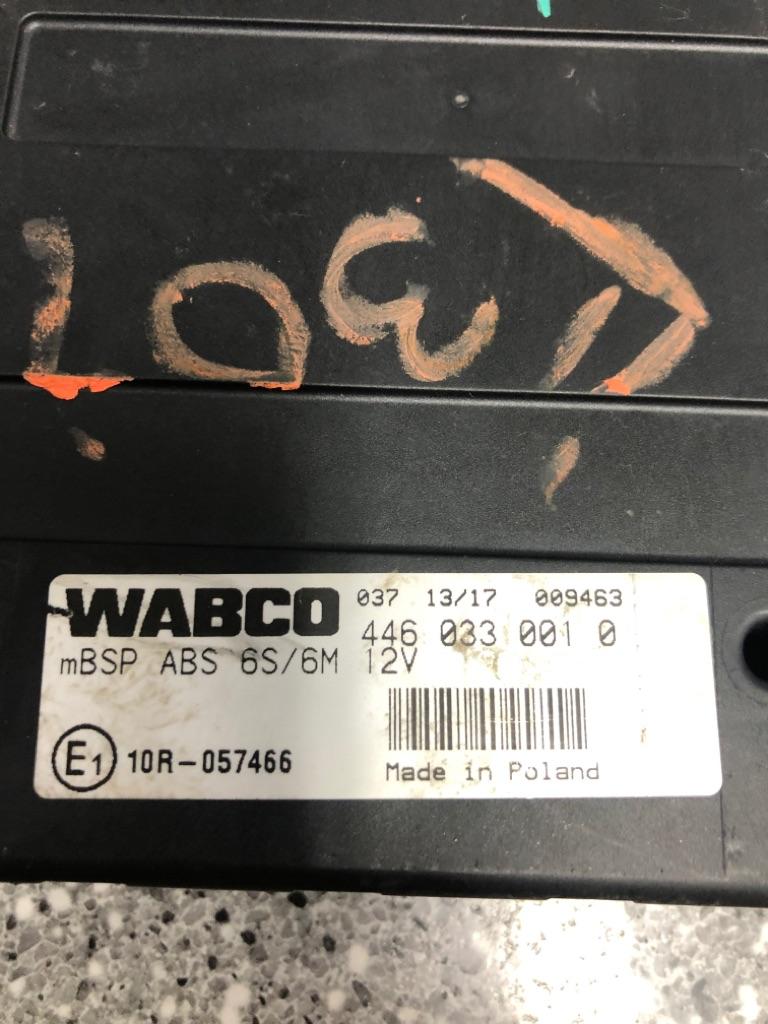 WABCO 037 13/17 009463
446 033 001 0
mBSP ABS 6S/6M 12V
E1 10R-057466
Made in Poland